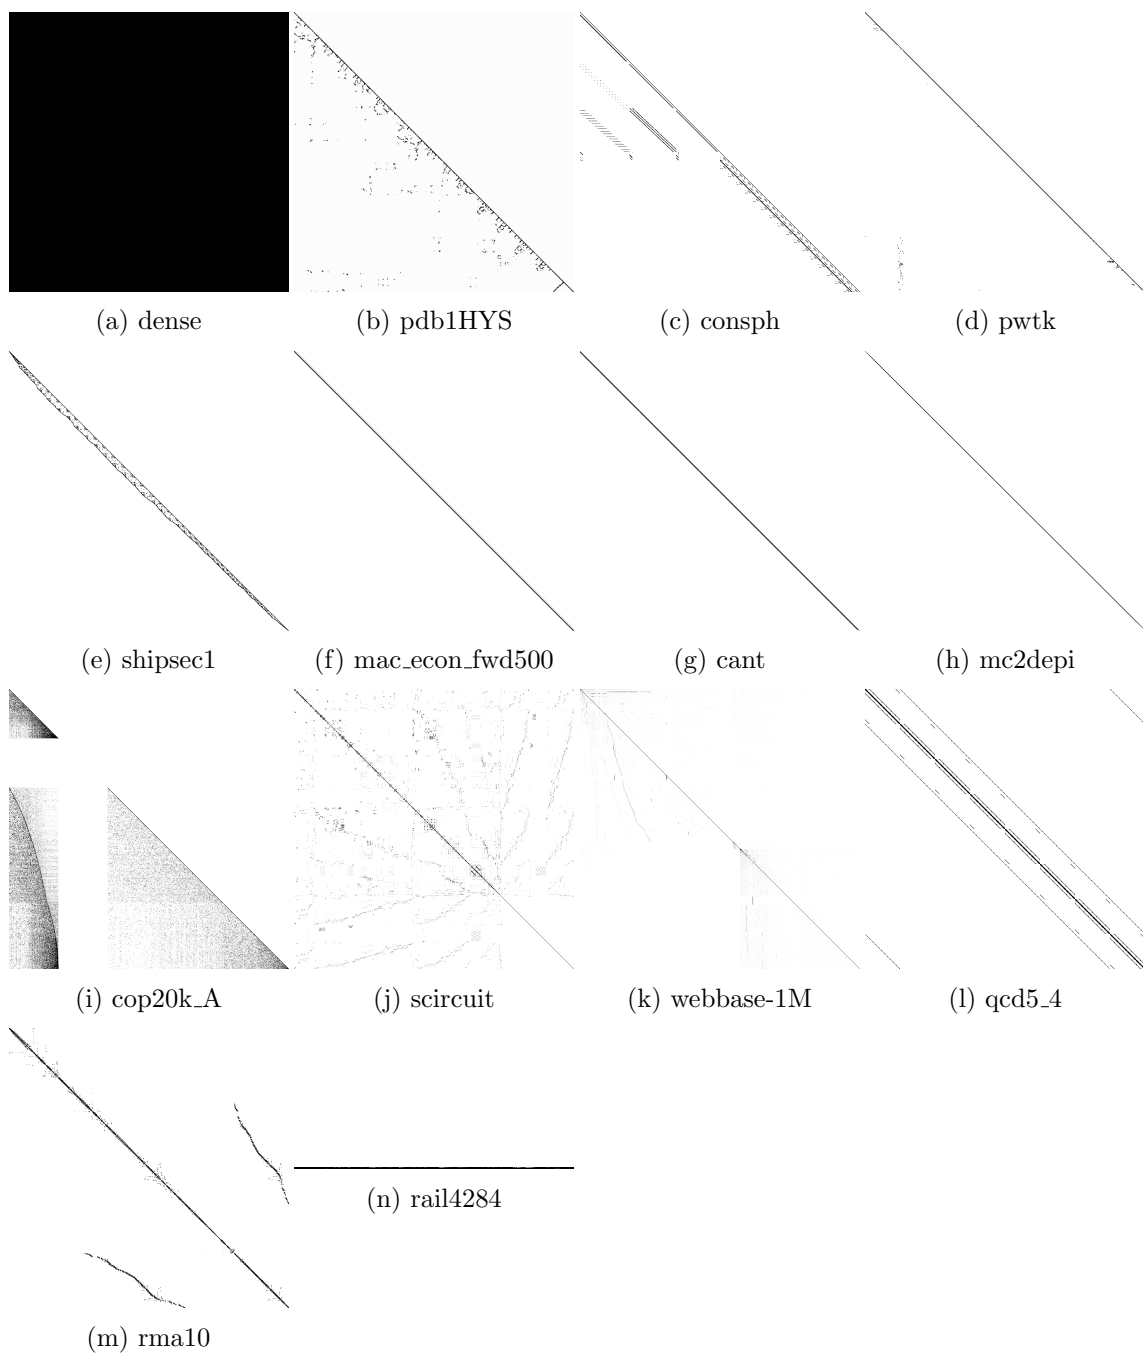 (a) dense
(b) pdb1HYS
(c) consph
(d) pwtk
(e) shipsec1
(f) mac_econ_fwd500
(g) cant
(h) mc2depi
(i) cop20k_A
(j) scircuit
(k) webbase-1M
(l) qcd5_4
(n) rail4284
(m) rma10